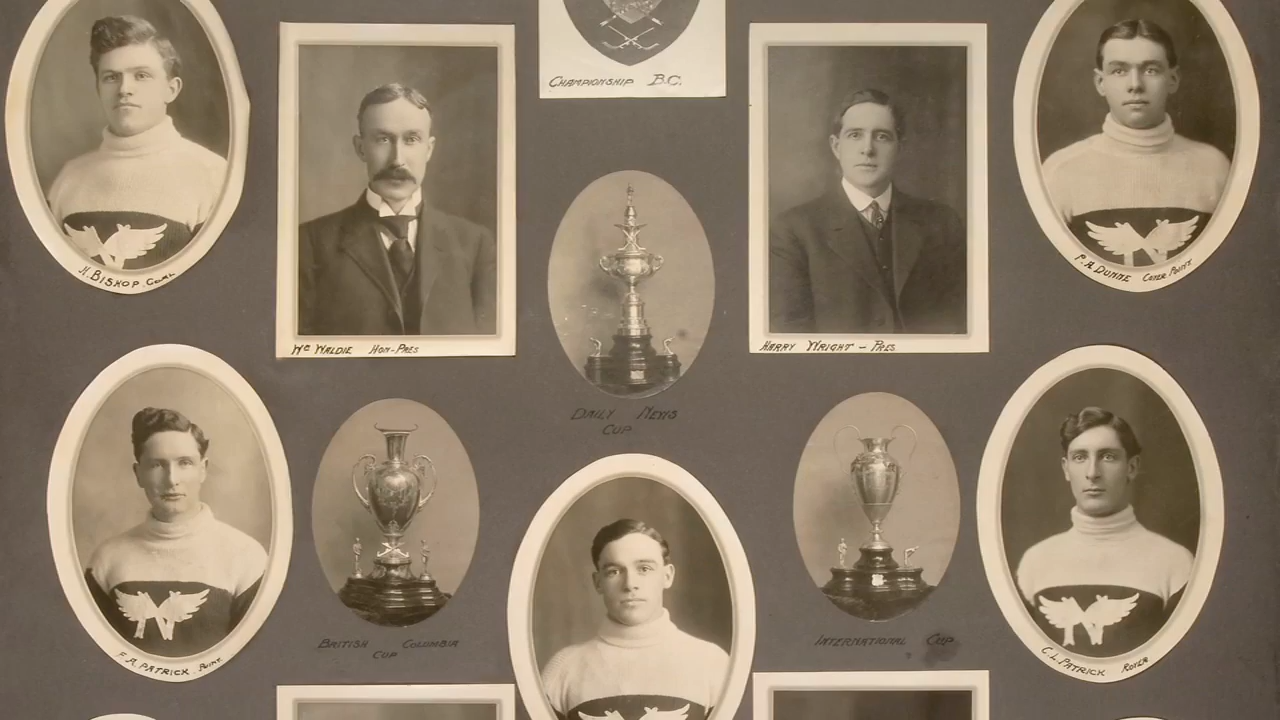 CHAMPIONSHIP B.C.
H. BISHOP. GOAL
F. A. DUNNE COVER POINT
Wm WALDIE HON-PRES
HARRY WRIGHT - PRES
DAILY NEWS
CUP
BRITISH COLUMBIA
CUP
INTERNATIONAL CUP
F. A. PATRICK. POINT
C. L. PATRICK ROVER